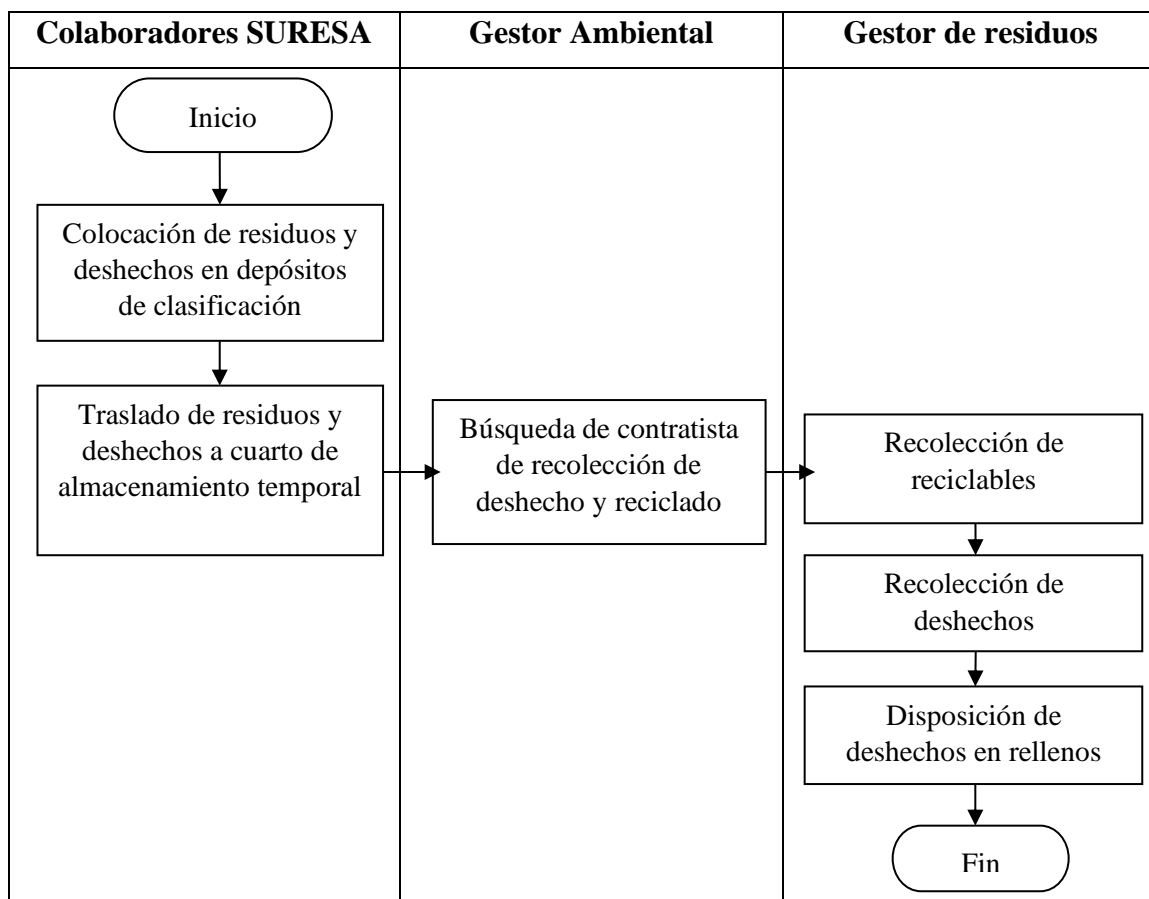 Colaboradores SURESA
Gestor Ambiental
Gestor de residuos
Inicio
Colocación de residuos y
deshechos en depósitos
de clasificación
Traslado de residuos y
deshechos a cuarto de
almacenamiento temporal
Búsqueda de contratista
de recolección de
deshecho y reciclado
Recolección de
reciclables
Recolección de
deshechos
Disposición de
deshechos en rellenos
Fin